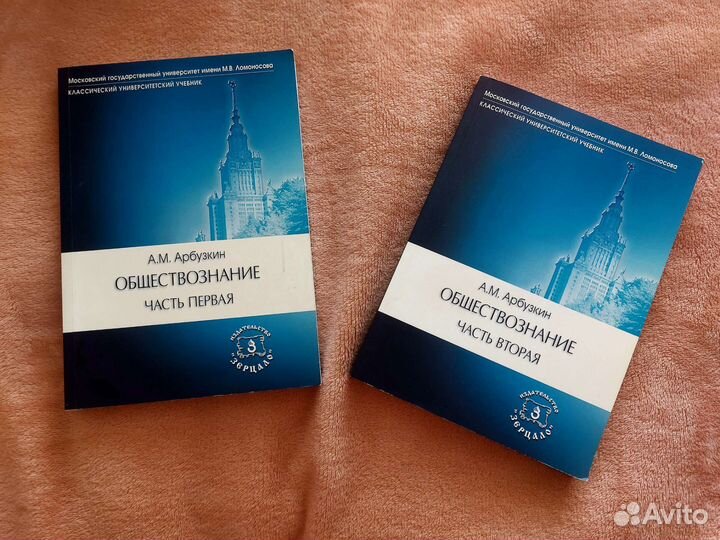 Московский государственный университет имени М.В. Ломоносова
КЛАССИЧЕСКИЙ УНИВЕРСИТЕТСКИЙ УЧЕБНИК
А.М. Арбузкин
ОБЩЕСТВОЗНАНИЕ
ЧАСТЬ ПЕРВАЯ
ИЗДАТЕЛЬСТВО
"ЗЕРЦАЛО"
Московский государственный университет имени М.В. Ломоносова
КЛАССИЧЕСКИЙ УНИВЕРСИТЕТСКИЙ УЧЕБНИК
А.М. Арбузкин
ОБЩЕСТВОЗНАНИЕ
ЧАСТЬ ВТОРАЯ
ИЗДАТЕЛЬСТВО
"ЗЕРЦАЛО"
Avito